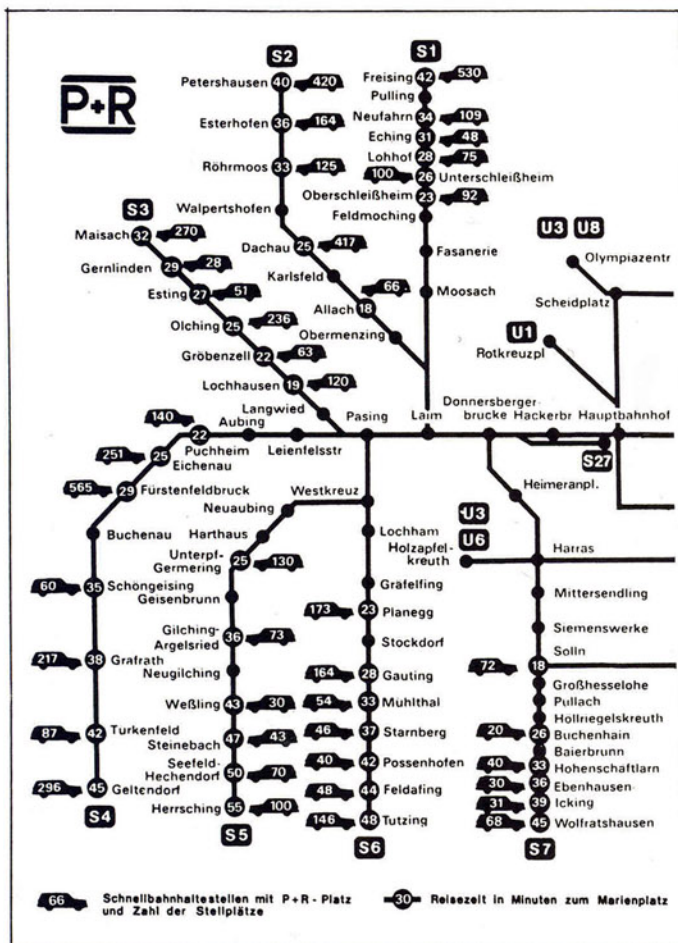 P+R
S2
S1
Petershausen 40 420
Freising 42 530
Pulling
Esterhofen 36 164
Neufahrn 34 109
Eching 31 48
Röhrmoos 33 125
Lohhof 28 75
100 26 Unterschleißheim
Oberschleißheim 23 92
Walpertshofen
Feldmoching
S3
Maisach 32 270
Dachau 25 417
Fasanerie
U3 U8
Olympiazentr
Gernlinden 29 28
Karlsfeld
66
Moosach
Scheidplatz
Esting 27 51
Allach 18
Olching 25 236
Obermenzing
U1
Rotkreuzpl
Gröbenzell 22 63
Lochhausen 19 120
Langwied
140
Aubing
Pasing
Laim
Donnersberger-
brucke
Hackerbr
Hauptbahnhof
22
Puchheim
Leienfelsstr
S27
251 25 Eichenau
565 29 Fürstenfeldbruck
Westkreuz
Heimeranpl.
Neuaubing
U3
U6
Buchenau
Harthaus
Lochham
Holzapfel-
kreuth
Harras
Unterpf-
Germering 25 130
60 35 Schöngeising
Geisenbrunn
Gräfelfing
Mittersendling
173 23 Planegg
Gilching-
Argelsried 36 73
Stockdorf
Siemenswerke
217 38 Grafrath
Neugilching
164 28 Gauting
72 18
Solln
Großhesselohe
Weßling 43 30
54 33 Mühlthal
Pullach
Hollriegelskreuth
87 42 Turkenfeld
Steinebach 47 43
46 37 Starnberg
20 26 Buchenhain
Baierbrunn
Seefeld-
Hechendorf 50 70
40 42 Possenhofen
40 33 Hohenschaftlarn
296 45 Geltendorf
48 44 Feldafing
30 36 Ebenhausen
31 39 Icking
Herrsching 55 100
146 48 Tutzing
68 45 Wolfratshausen
S4
S5
S6
S7
66 Schnellbahnhaltestellen mit P+R-Platz
und Zahl der Stellplätze
30 Reisezeit in Minuten zum Marienplatz